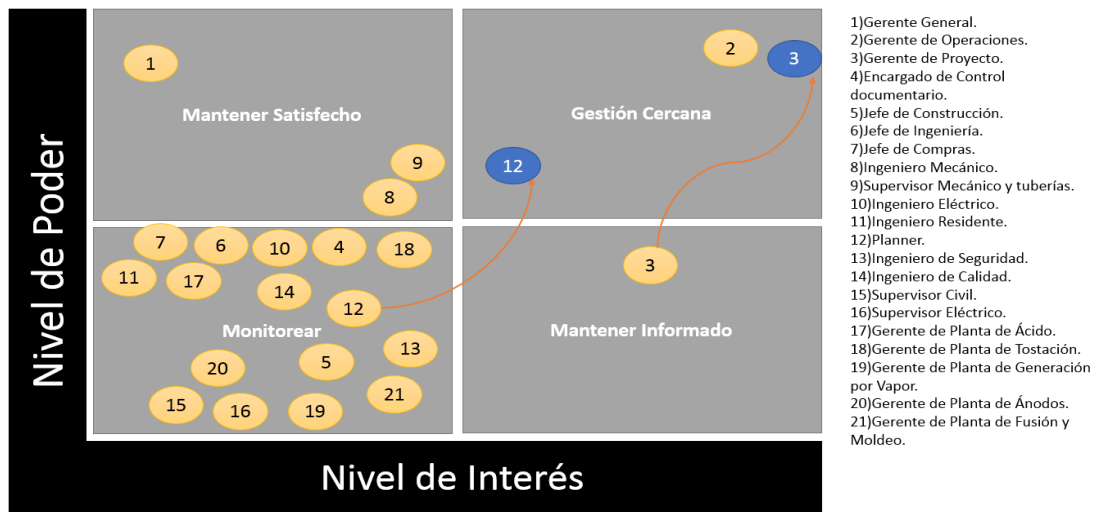 Nivel de Poder
Nivel de Interés
Mantener Satisfecho
1
9
8
Gestión Cercana
2
3
12
Monitorear
7
6
10
4
18
11
17
14
12
13
5
20
21
15
16
19
Mantener Informado
3
1)Gerente General.
2)Gerente de Operaciones.
3)Gerente de Proyecto.
4)Encargado de Control
documentario.
5)Jefe de Construcción.
6)Jefe de Ingeniería.
7)Jefe de Compras.
8)Ingeniero Mecánico.
9)Supervisor Mecánico y tuberías.
10)Ingeniero Eléctrico.
11)Ingeniero Residente.
12)Planner.
13)Ingeniero de Seguridad.
14)Ingeniero de Calidad.
15)Supervisor Civil.
16)Supervisor Eléctrico.
17)Gerente de Planta de Ácido.
18)Gerente de Planta de Tostación.
19)Gerente de Planta de Generación
por Vapor.
20)Gerente de Planta de Ánodos.
21)Gerente de Planta de Fusión y
Moldeo.